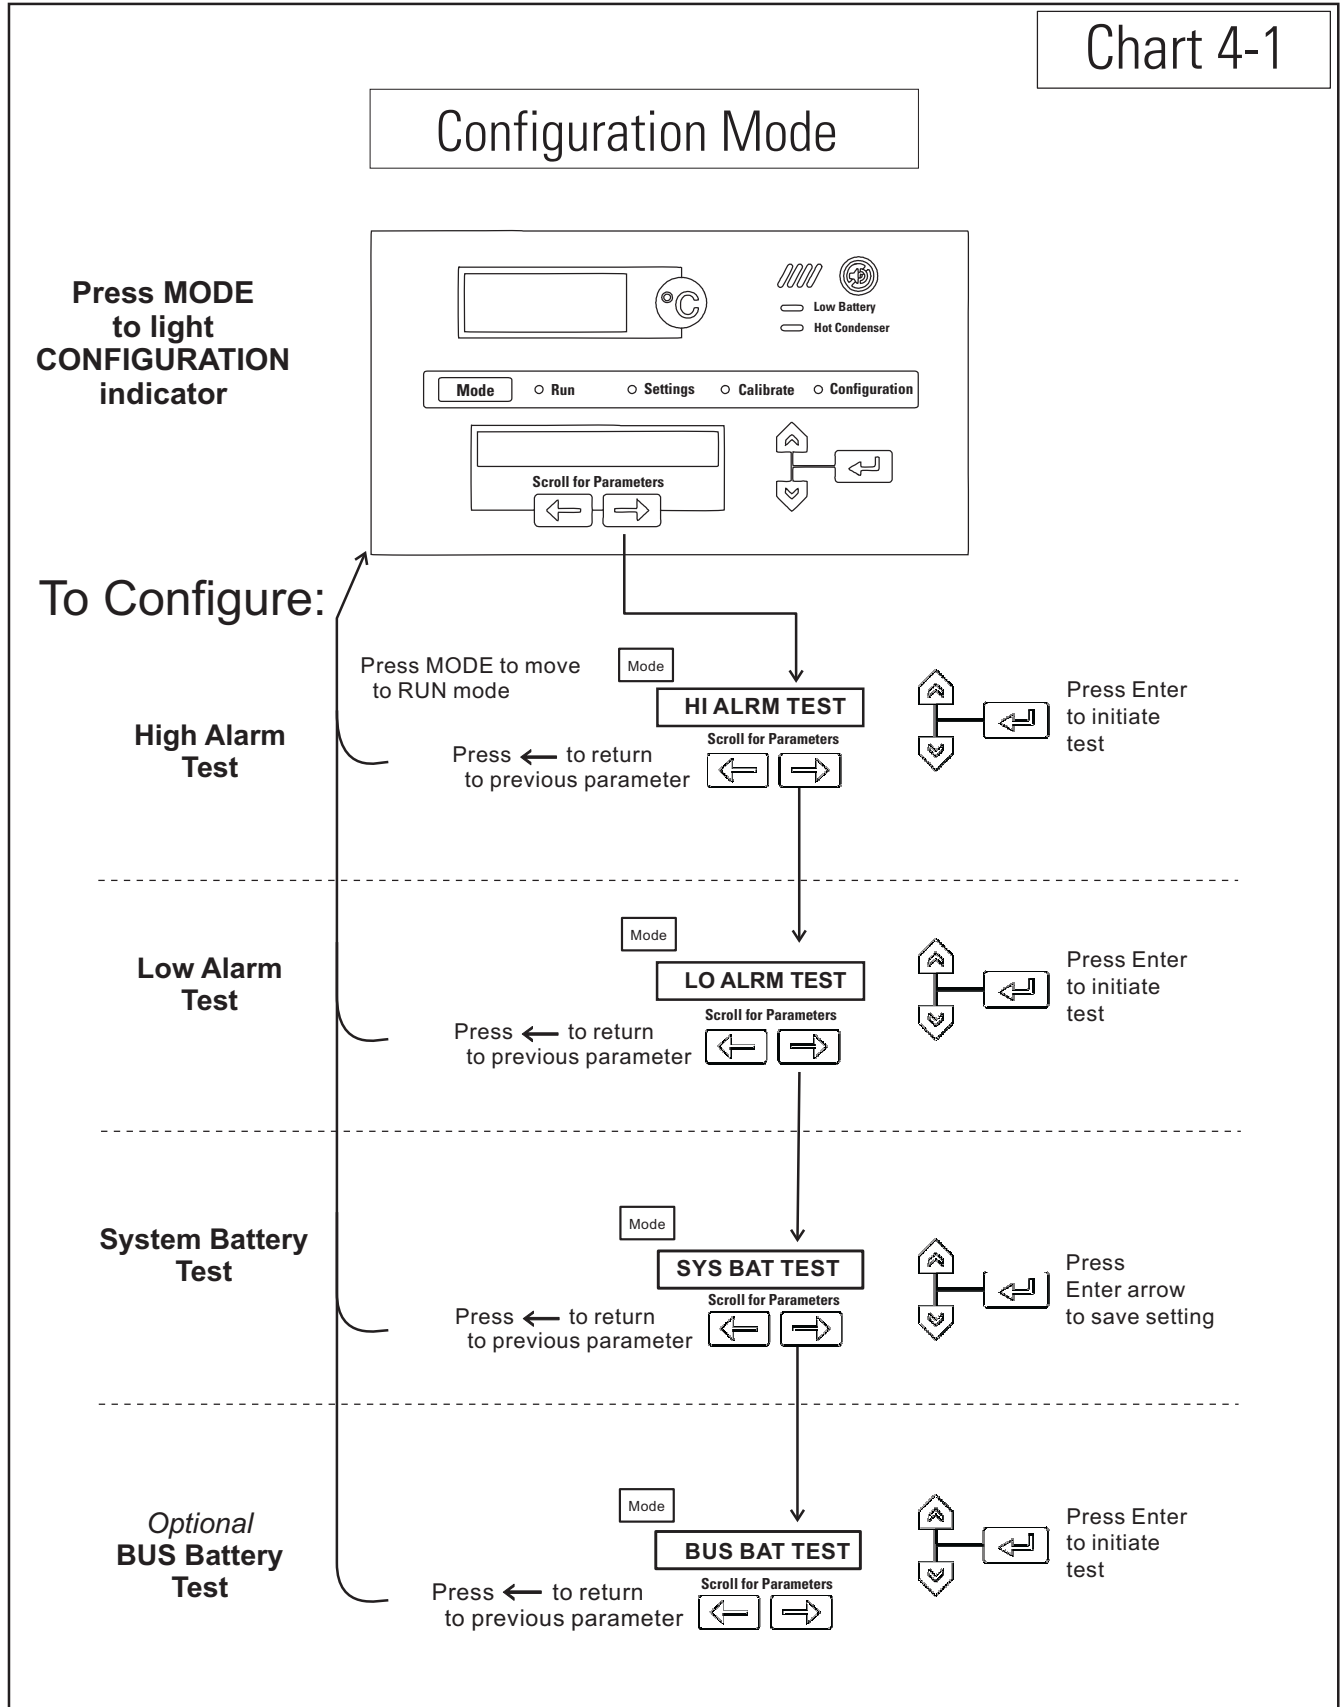 Chart 4-1
Configuration Mode
Press MODE
to light
CONFIGURATION
indicator
°C
Low Battery
Hot Condenser
Mode
Run
Settings
Calibrate
Configuration
Scroll for Parameters
To Configure:
High Alarm
Test
Press MODE to move
to RUN mode
Mode
HI ALRM TEST
Scroll for Parameters
Press ← to return
to previous parameter
Press Enter
to initiate
test
Low Alarm
Test
Mode
LO ALRM TEST
Scroll for Parameters
Press ← to return
to previous parameter
Press Enter
to initiate
test
System Battery
Test
Mode
SYS BAT TEST
Scroll for Parameters
Press ← to return
to previous parameter
Press
Enter arrow
to save setting
Optional
BUS Battery
Test
Mode
BUS BAT TEST
Scroll for Parameters
Press ← to return
to previous parameter
Press Enter
to initiate
test